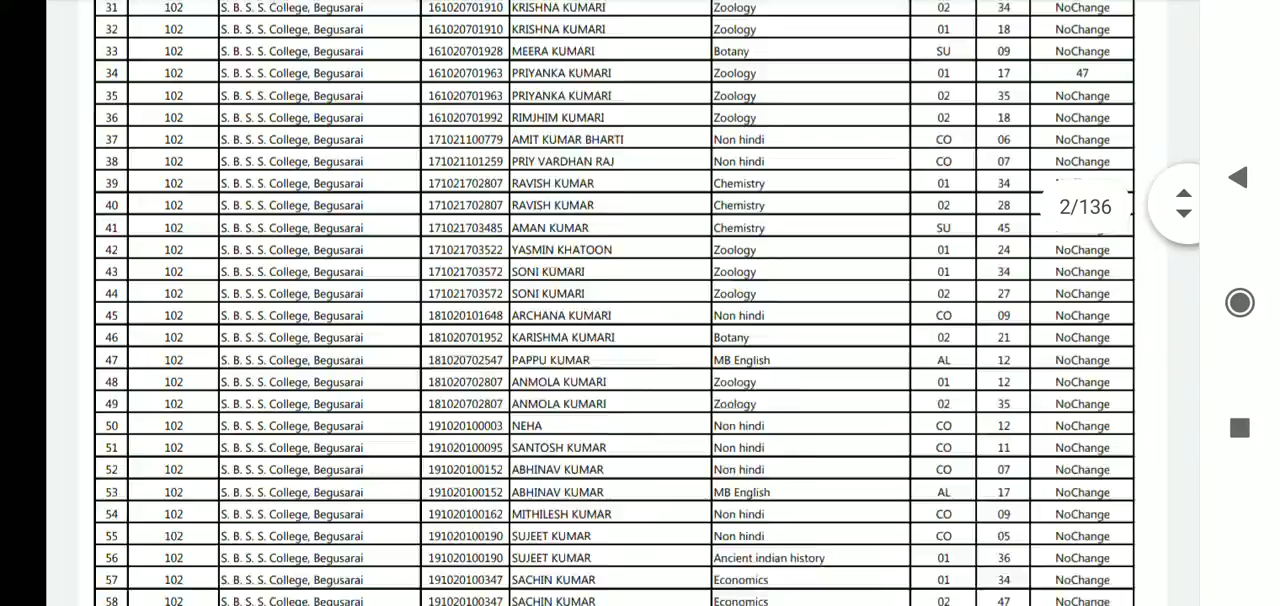 31 102 S. B. S. S. College, Begusarai 161020701910 KRISHNA KUMARI Zoology 02 34 NoChange
32 102 S. B. S. S. College, Begusarai 161020701910 KRISHNA KUMARI Zoology 01 18 NoChange
33 102 S. B. S. S. College, Begusarai 161020701928 MEERA KUMARI Botany SU 09 NoChange
34 102 S. B. S. S. College, Begusarai 161020701963 PRIYANKA KUMARI Zoology 01 17 47
35 102 S. B. S. S. College, Begusarai 161020701963 PRIYANKA KUMARI Zoology 02 35 NoChange
36 102 S. B. S. S. College, Begusarai 161020701992 RIMJHIM KUMARI Zoology 02 18 NoChange
37 102 S. B. S. S. College, Begusarai 171021100779 AMIT KUMAR BHARTI Non hindi CO 06 NoChange
38 102 S. B. S. S. College, Begusarai 171021101259 PRIY VARDHAN RAJ Non hindi CO 07 NoChange
39 102 S. B. S. S. College, Begusarai 171021702807 RAVISH KUMAR Chemistry 01 34
40 102 S. B. S. S. College, Begusarai 171021702807 RAVISH KUMAR Chemistry 02 28 2/136
41 102 S. B. S. S. College, Begusarai 171021703485 AMAN KUMAR Chemistry SU 45
42 102 S. B. S. S. College, Begusarai 171021703522 YASMIN KHATOON Zoology 01 24 NoChange
43 102 S. B. S. S. College, Begusarai 171021703572 SONI KUMARI Zoology 01 34 NoChange
44 102 S. B. S. S. College, Begusarai 171021703572 SONI KUMARI Zoology 02 27 NoChange
45 102 S. B. S. S. College, Begusarai 181020101648 ARCHANA KUMARI Non hindi CO 09 NoChange
46 102 S. B. S. S. College, Begusarai 181020701952 KARISHMA KUMARI Botany 02 21 NoChange
47 102 S. B. S. S. College, Begusarai 181020702547 PAPPU KUMAR MB English AL 12 NoChange
48 102 S. B. S. S. College, Begusarai 181020702807 ANMOLA KUMARI Zoology 01 12 NoChange
49 102 S. B. S. S. College, Begusarai 181020702807 ANMOLA KUMARI Zoology 02 35 NoChange
50 102 S. B. S. S. College, Begusarai 191020100003 NEHA Non hindi CO 12 NoChange
51 102 S. B. S. S. College, Begusarai 191020100095 SANTOSH KUMAR Non hindi CO 11 NoChange
52 102 S. B. S. S. College, Begusarai 191020100152 ABHINAV KUMAR Non hindi CO 07 NoChange
53 102 S. B. S. S. College, Begusarai 191020100152 ABHINAV KUMAR MB English AL 17 NoChange
54 102 S. B. S. S. College, Begusarai 191020100162 MITHILESH KUMAR Non hindi CO 09 NoChange
55 102 S. B. S. S. College, Begusarai 191020100190 SUJEET KUMAR Non hindi CO 05 NoChange
56 102 S. B. S. S. College, Begusarai 191020100190 SUJEET KUMAR Ancient indian history 01 36 NoChange
57 102 S. B. S. S. College, Begusarai 191020100347 SACHIN KUMAR Economics 01 34 NoChange
58 102 S. B. S. S. College, Begusarai 191020100347 SACHIN KUMAR Economics 02 47 NoChange